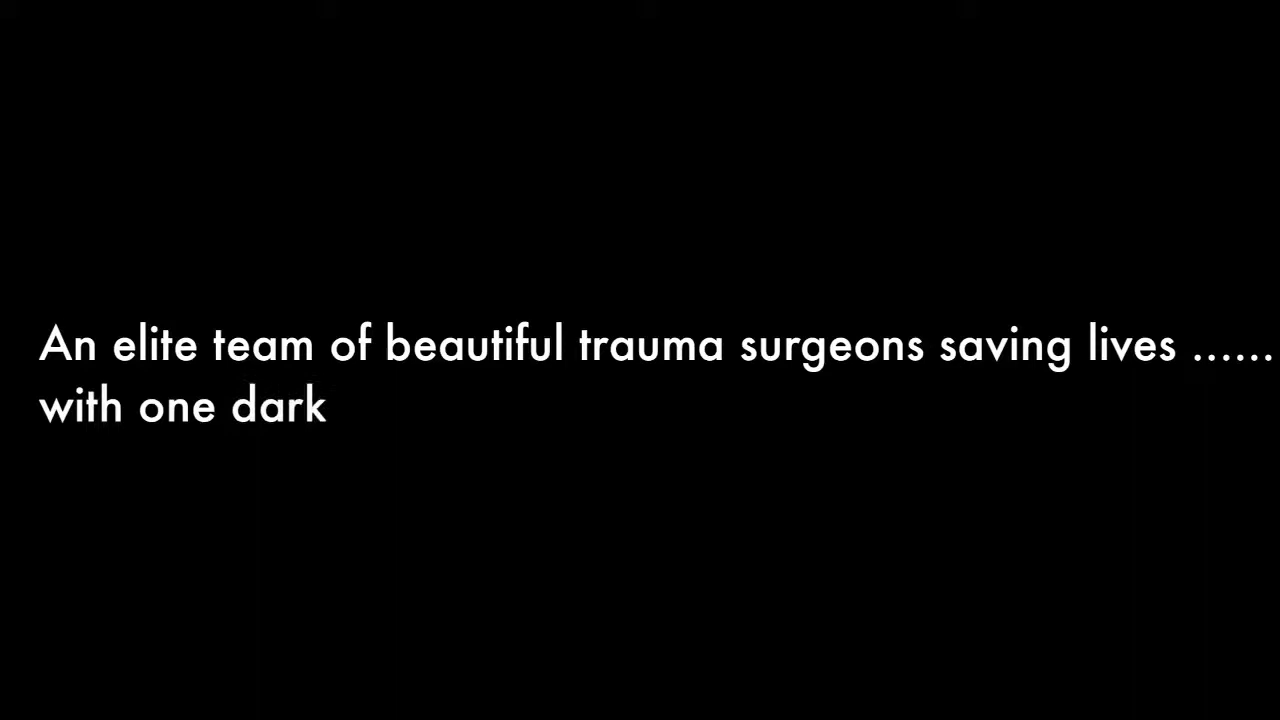 An elite team of beautiful trauma surgeons saving lives ......
with one dark